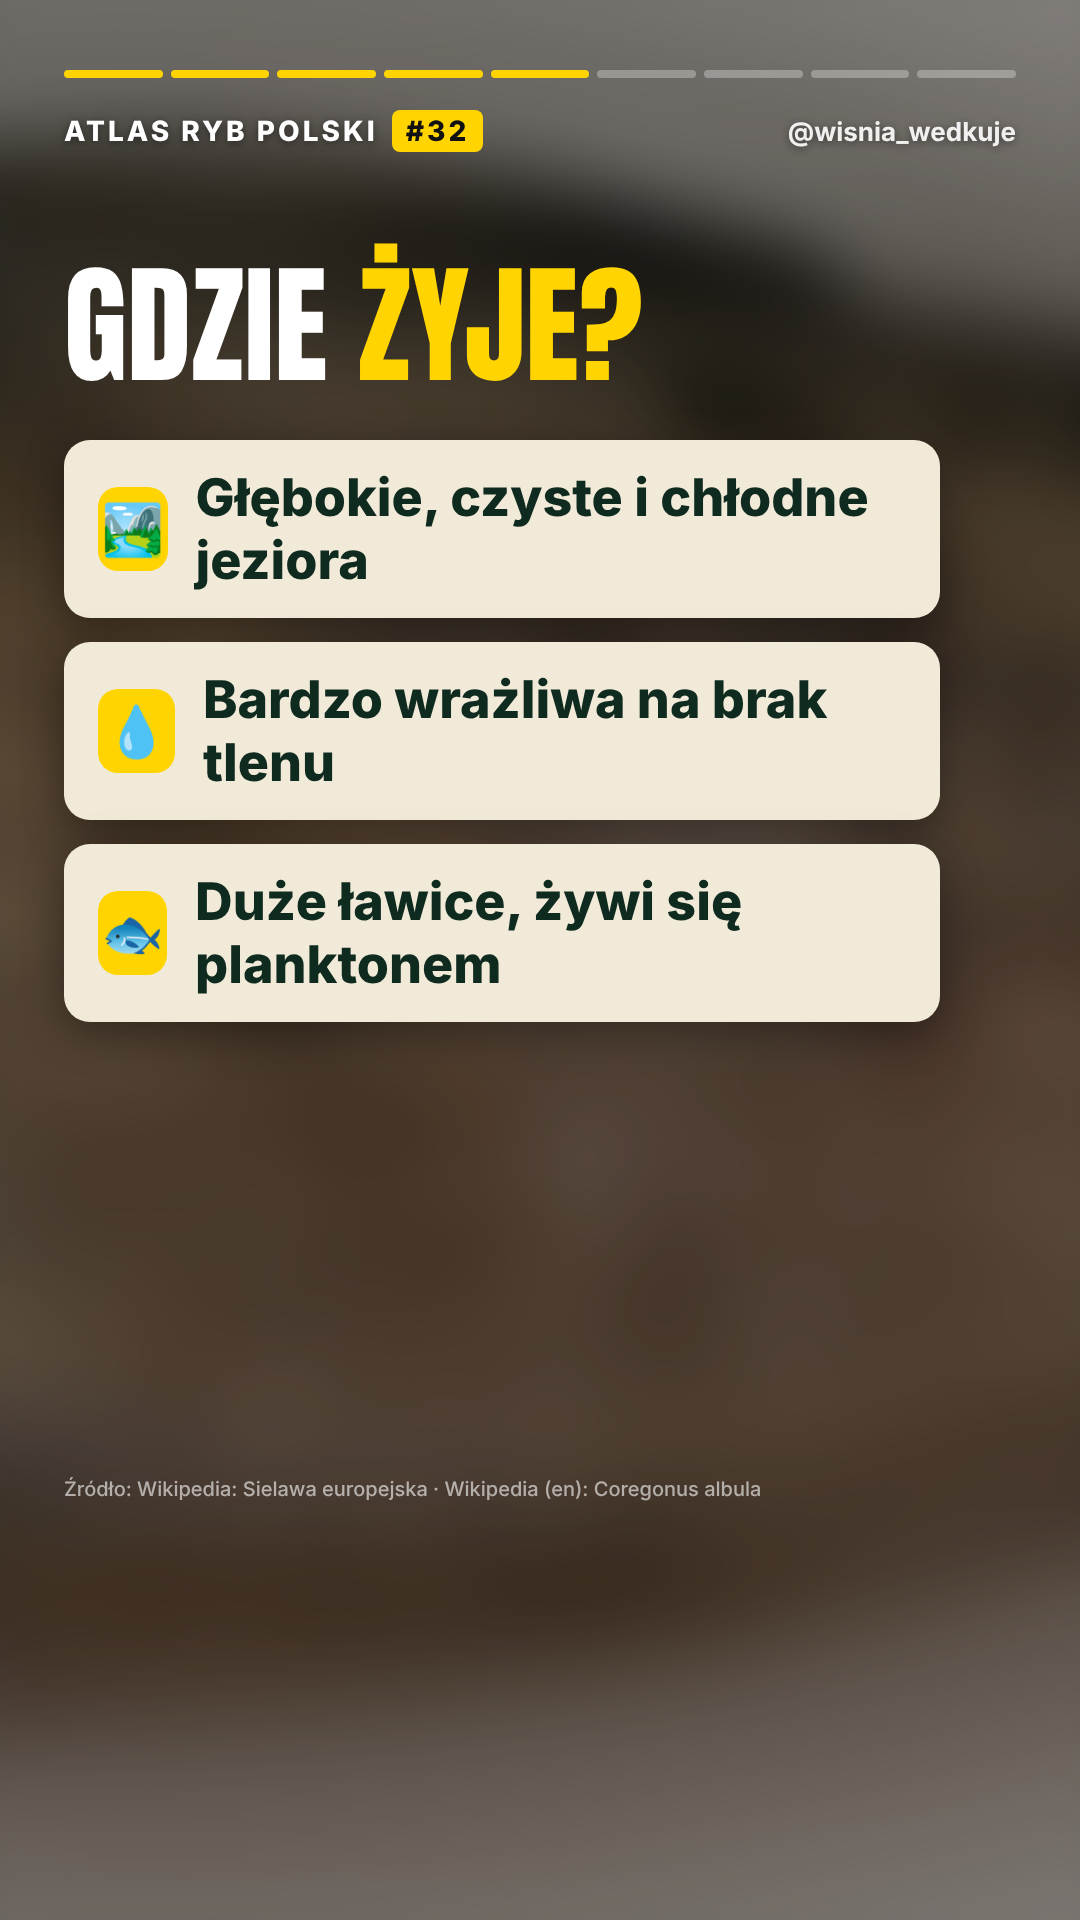 ATLAS RYB POLSKI #32
@wisnia_wedkuje
GDZIE ŻYJE?
Głębokie, czyste i chłodne
jeziora
Bardzo wrażliwa na brak
tlenu
Duże ławice, żywi się
planktonem
Źródło: Wikipedia: Sielawa europejska · Wikipedia (en): Coregonus albula